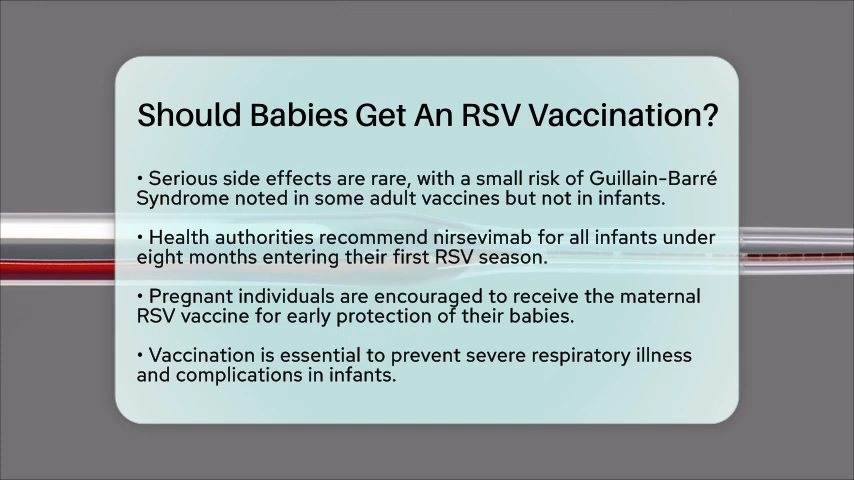 Should Babies Get An RSV Vaccination?
• Serious side effects are rare, with a small risk of Guillain-Barré
Syndrome noted in some adult vaccines but not in infants.
• Health authorities recommend nirsevimab for all infants under
eight months entering their first RSV season.
• Pregnant individuals are encouraged to receive the maternal
RSV vaccine for early protection of their babies.
• Vaccination is essential to prevent severe respiratory illness
and complications in infants.